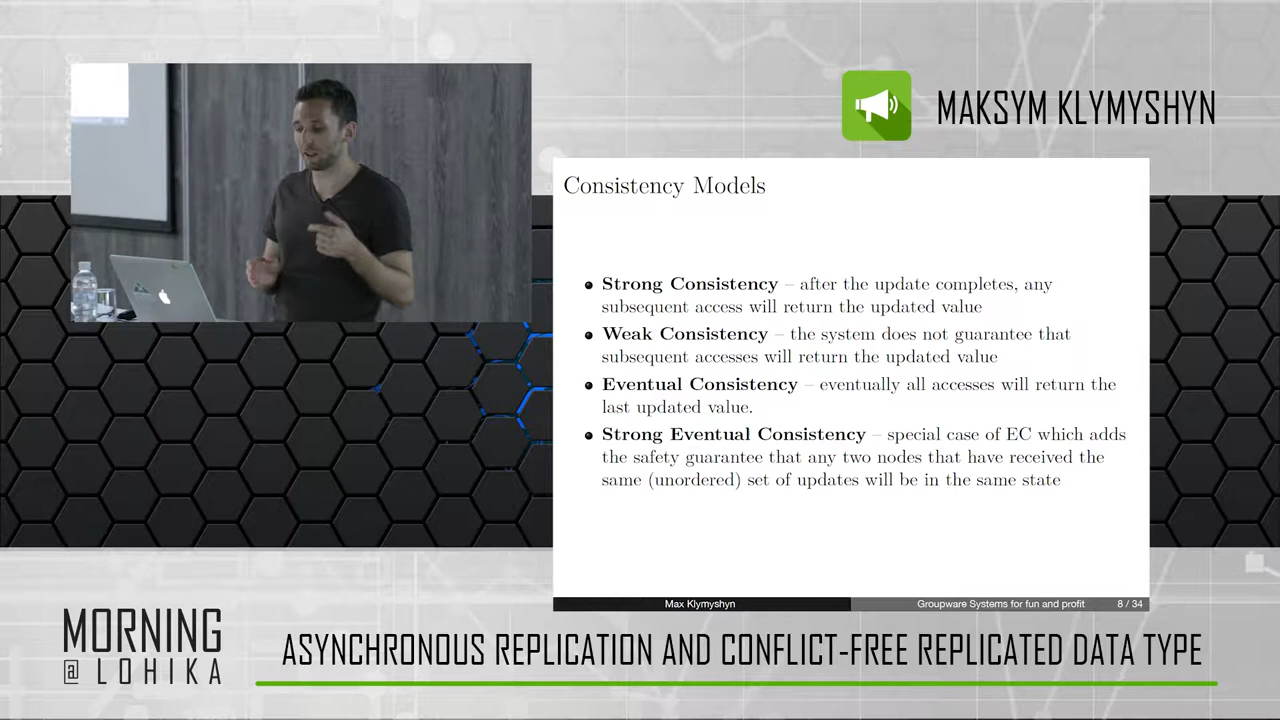 MAKSYM KLYMYSHYN
Consistency Models
Strong Consistency – after the update completes, any
subsequent access will return the updated value
Weak Consistency – the system does not guarantee that
subsequent accesses will return the updated value
Eventual Consistency – eventually all accesses will return the
last updated value.
Strong Eventual Consistency – special case of EC which adds
the safety guarantee that any two nodes that have received the
same (unordered) set of updates will be in the same state
Max Klymyshyn
Groupware Systems for fun and profit 8 / 34
MORNING
@ LOHIKA
ASYNCHRONOUS REPLICATION AND CONFLICT-FREE REPLICATED DATA TYPE